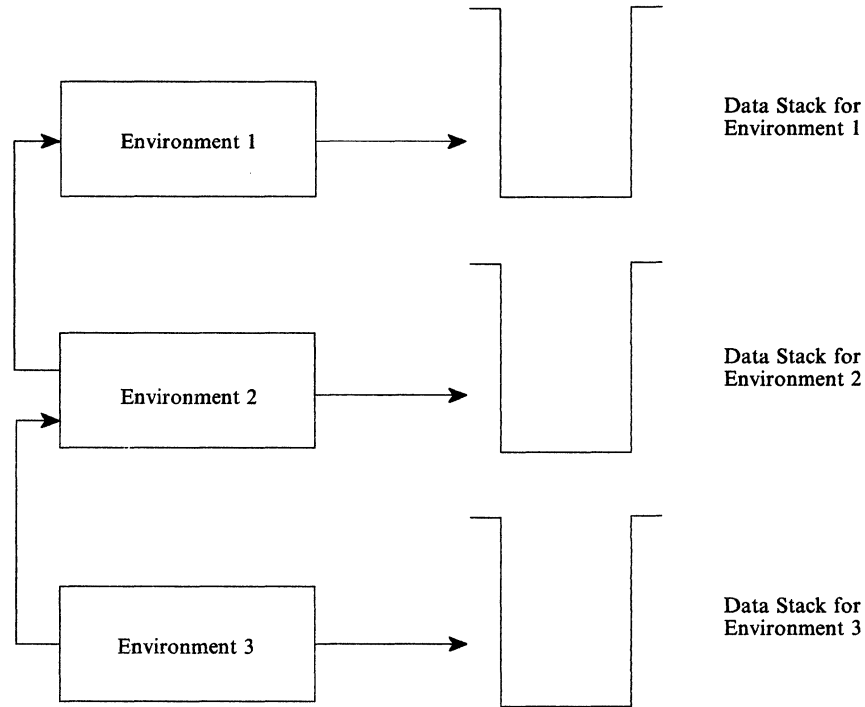 Environment 1
Data Stack for
Environment 1
Environment 2
Data Stack for
Environment 2
Environment 3
Data Stack for
Environment 3